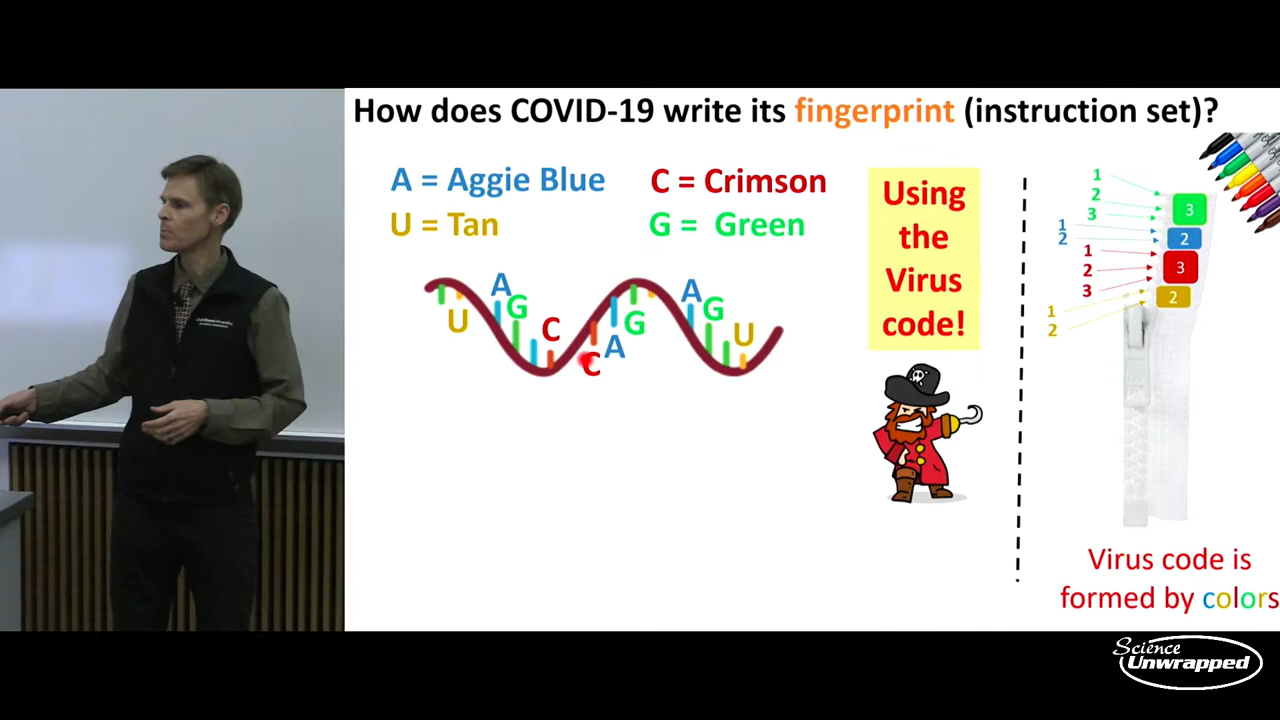 How does COVID-19 write its fingerprint (instruction set)?
A = Aggie Blue
C = Crimson
U = Tan
G = Green
U
A
G
C
C
A
G
A
G
U
Using
the
Virus
code!
1
2
3
1
2
1
2
3
1
2
3
2
3
2
Virus code is
formed by colors
Science
Unwrapped